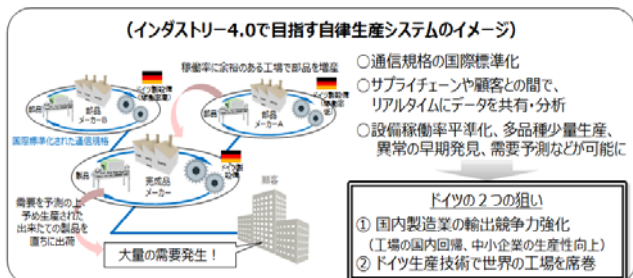 (インダストリー4.0で目指す自律生産システムのイメージ)
稼働率に余裕のある工場で部品を増産
部品
部品
メーカーB
部品
部品
メーカーA
国際標準化された通信規格
製品
完成品
メーカー
顧客
需要を予測の上、
予め生産された
出来たての製品を
直ちに出荷
大量の需要発生!
○通信規格の国際標準化
○サプライチェーンや顧客との間で、
リアルタイムにデータを共有・分析
○設備稼働率平準化、多品種少量生産、
異常の早期発見、需要予測などが可能に
ドイツの2つの狙い
① 国内製造業の輸出競争力強化
(工場の国内回帰、中小企業の生産性向上)
② ドイツ生産技術で世界の工場を席巻